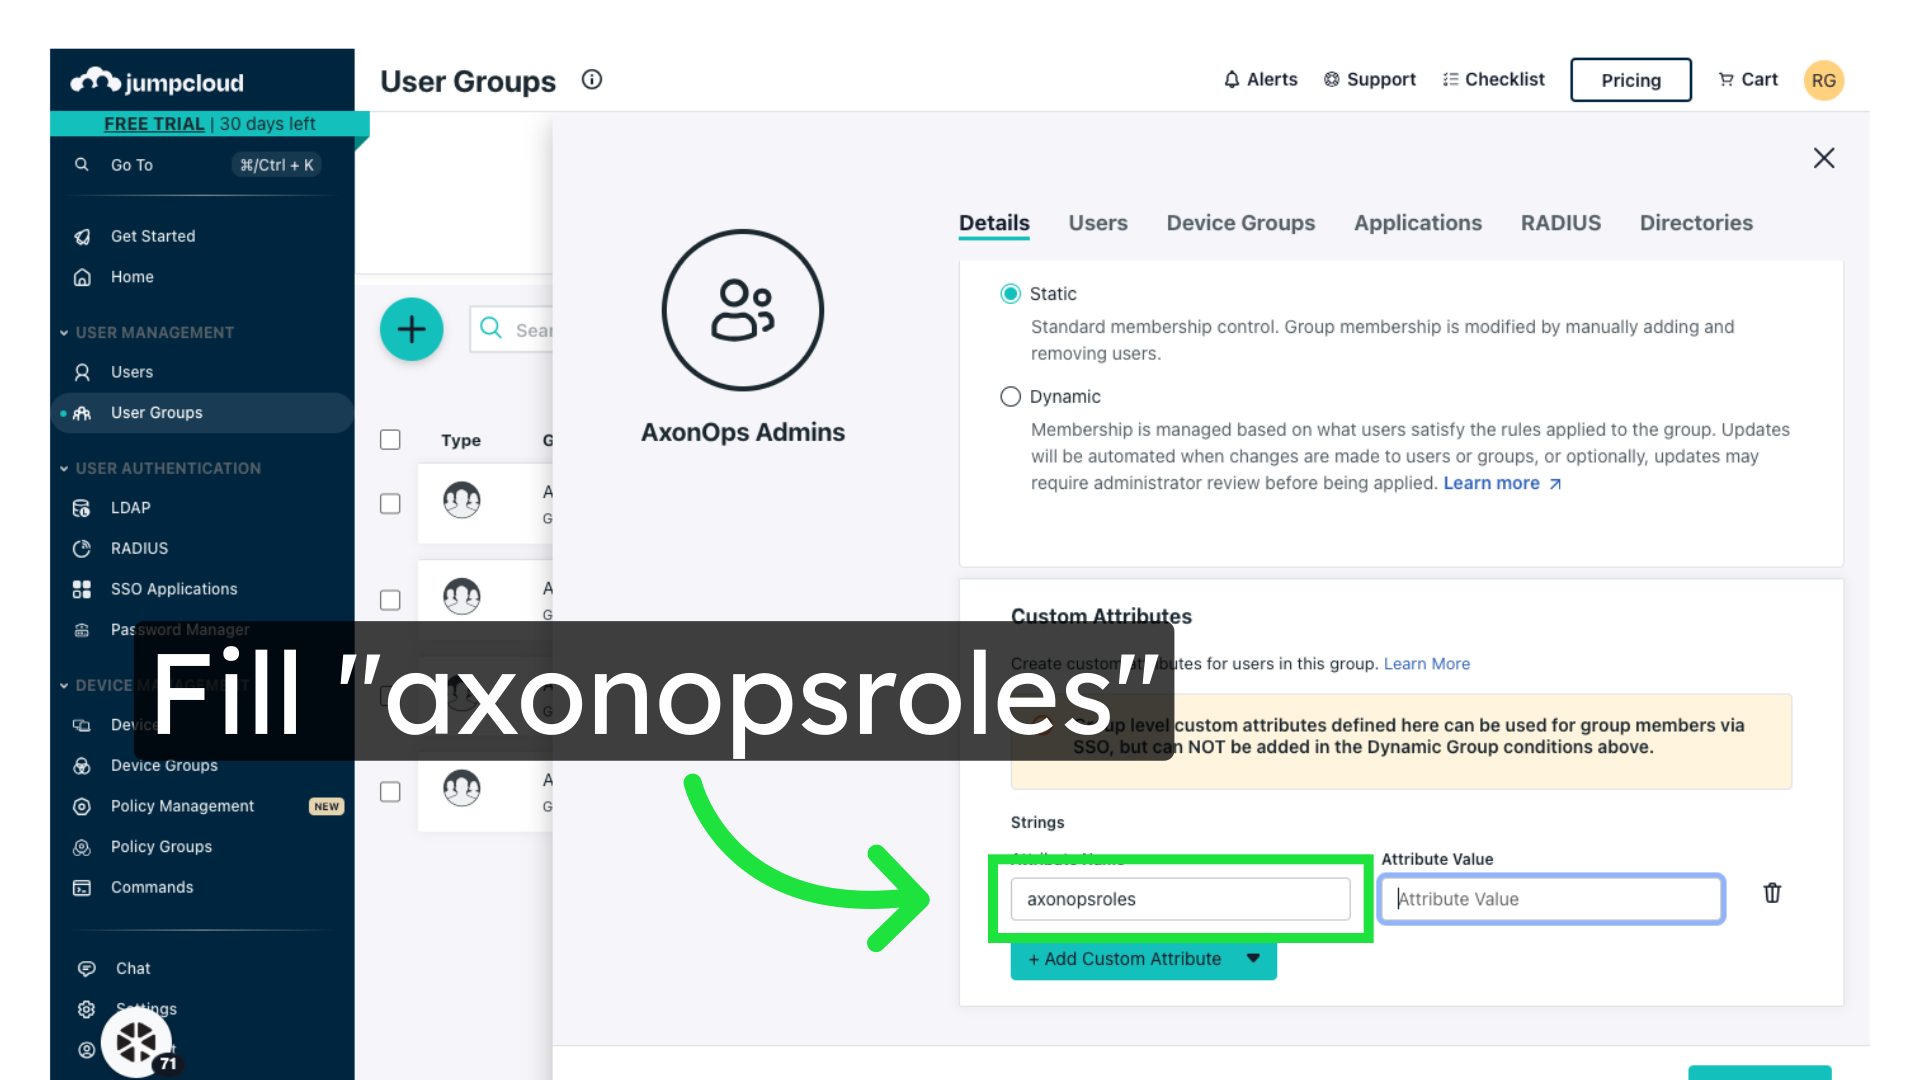 jumpcloud
FREE TRIAL | 30 days left
Go To
⌘/Ctrl + K
Get Started
Home
USER MANAGEMENT
Users
User Groups
USER AUTHENTICATION
LDAP
RADIUS
SSO Applications
Password Manager
DEVICE MANAGEMENT
Device Groups
Policy Management NEW
Policy Groups
Commands
Chat
Settings
71
User Groups
Alerts
Support
Checklist
Pricing
Cart
RG
Type
AxonOps Admins
Details
Users
Device Groups
Applications
RADIUS
Directories
Static
Standard membership control. Group membership is modified by manually adding and
removing users.
Dynamic
Membership is managed based on what users satisfy the rules applied to the group. Updates
will be automated when changes are made to users or groups, or optionally, updates may
require administrator review before being applied. Learn more
Custom Attributes
Create custom attributes for users in this group. Learn More
Group level custom attributes defined here can be used for group members via
SSO, but can NOT be added in the Dynamic Group conditions above.
Fill "axonopsroles"
Strings
Attribute Name
Attribute Value
axonopsroles
Attribute Value
+ Add Custom Attribute